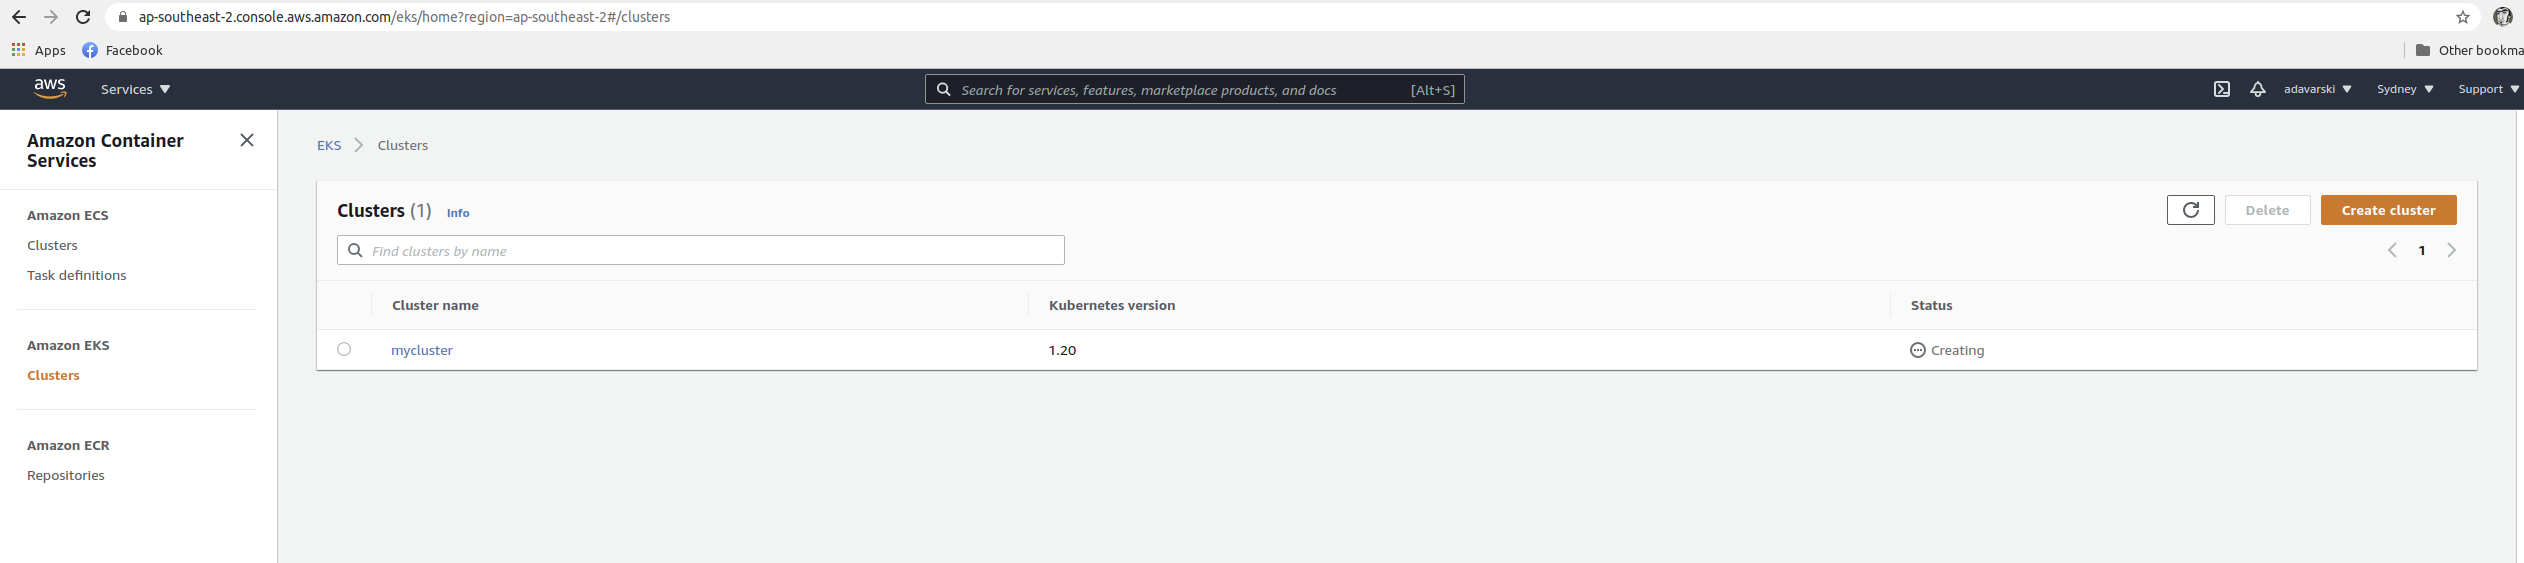 ap-southeast-2.console.aws.amazon.com/eks/home?region=ap-southeast-2#/clusters
Apps Facebook Other bookma
aws Services Search for services, features, marketplace products, and docs [Alt+S] adavarski Sydney Support
Amazon Container
Services
Amazon ECS
Clusters
Task definitions
Amazon EKS
Clusters
Amazon ECR
Repositories
EKS Clusters
Clusters (1) Info Delete Create cluster
Find clusters by name 1
Cluster name Kubernetes version Status
mycluster 1.20 Creating